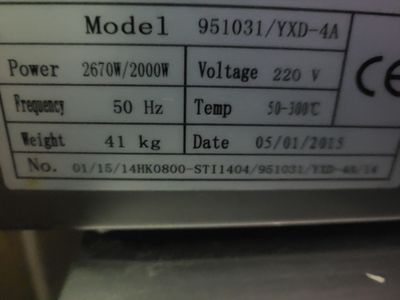 Model 951031/YXD-4A
Power 2670W/2000W Voltage 220 V
Frequency 50 Hz Temp 50-300℃
Weight 41 kg Date 05/01/2015
No. 01/15/14HK0800-STI1404/951031/YXD-4A/14
CE